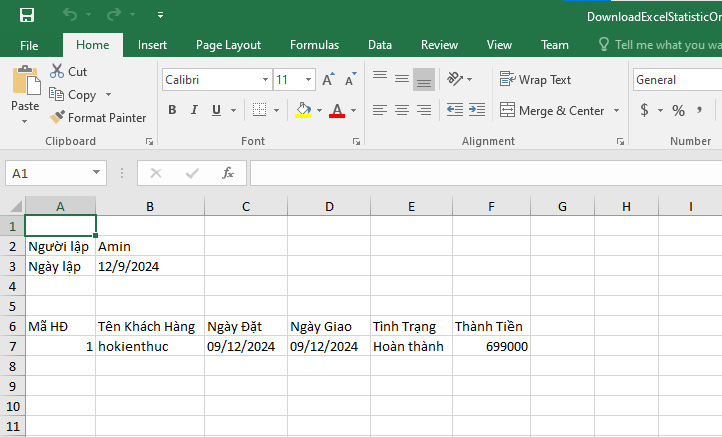 DownloadExcelStatisticOr
File Home Insert Page Layout Formulas Data Review View Team Tell me what you wa
Paste
Cut
Copy
Format Painter
Calibri 11
B I U
Wrap Text
Merge & Center
General
$ % ,
Clipboard Font Alignment Number
A1 fx
A B C D E F G H I
1
2 Người lập Amin
3 Ngày lập 12/9/2024
4
5
6 Mã HĐ Tên Khách Hàng Ngày Đặt Ngày Giao Tình Trạng Thành Tiền
7 1 hokienthuc 09/12/2024 09/12/2024 Hoàn thành 699000
8
9
10
11